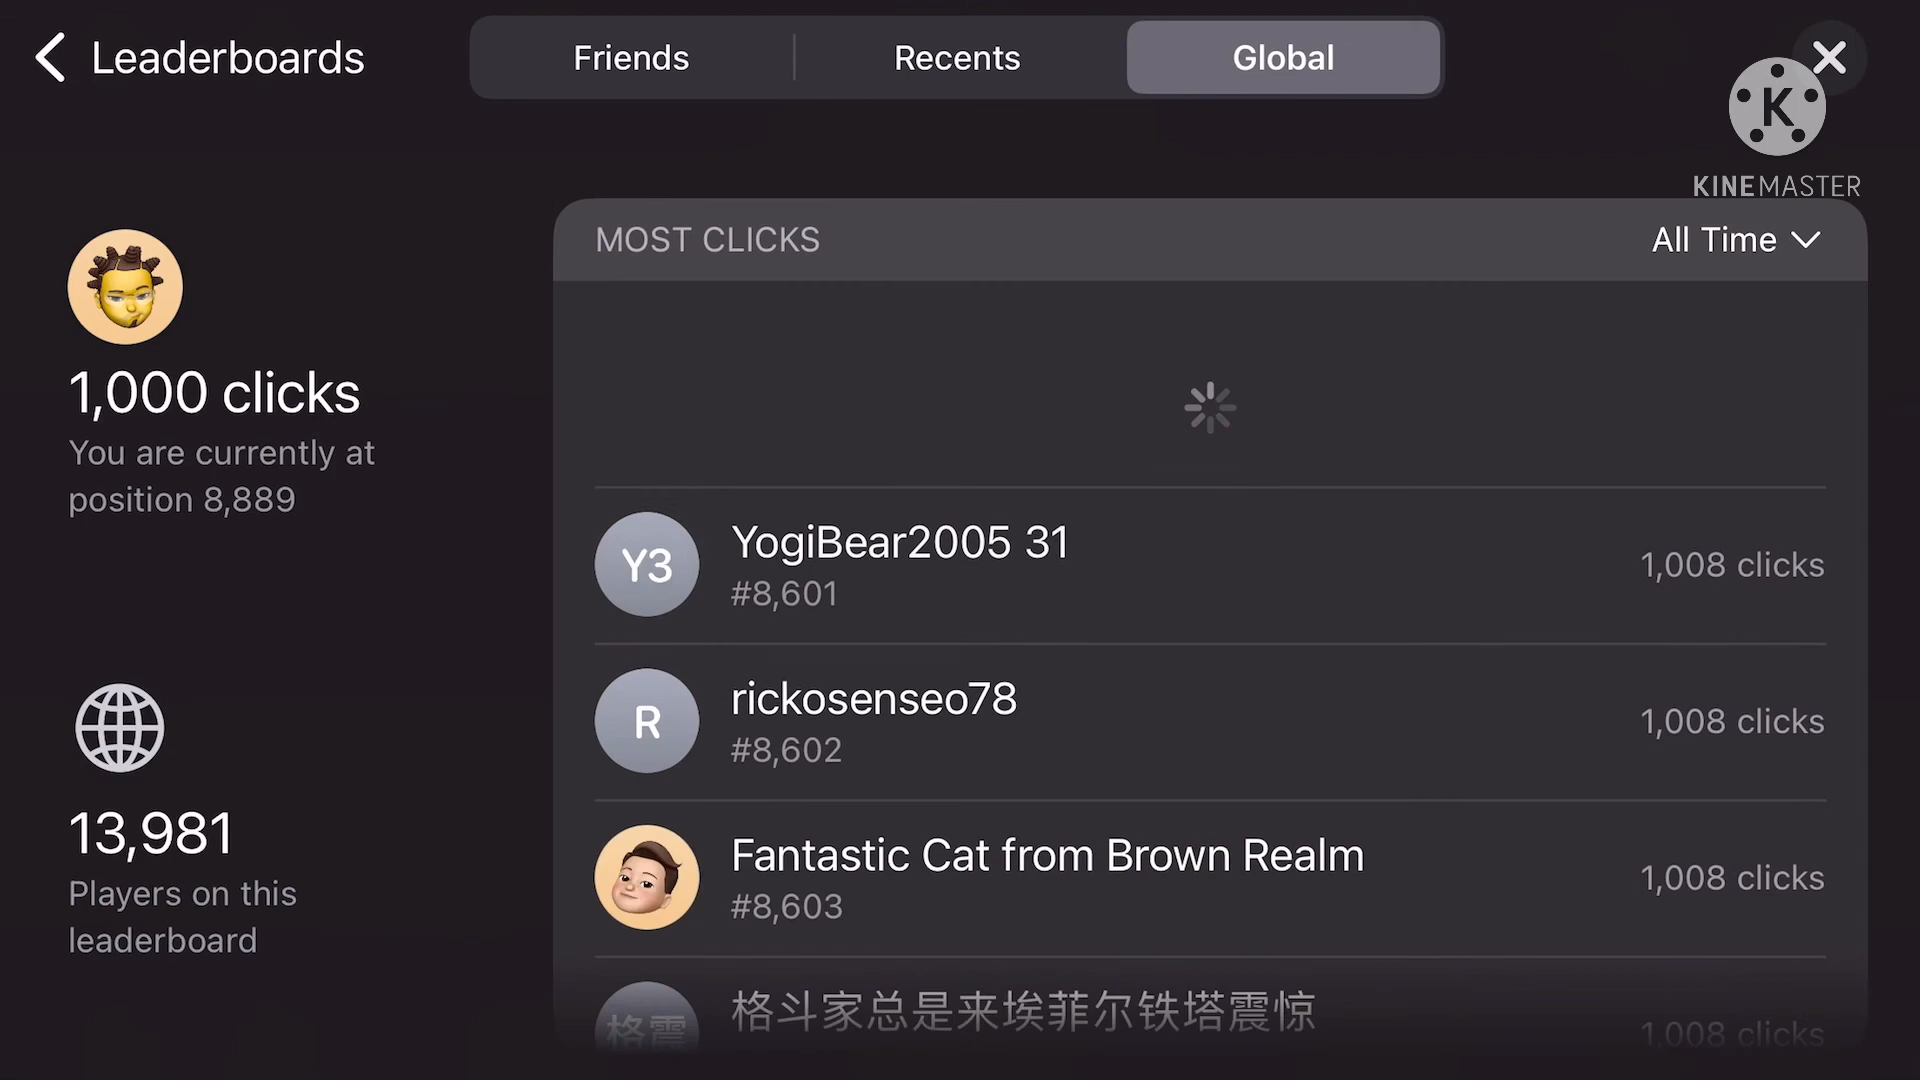 Leaderboards
Friends
Recents
Global
K
KINEMASTER
MOST CLICKS
All Time
1,000 clicks
You are currently at
position 8,889
13,981
Players on this
leaderboard
Y3
YogiBear2005 31
#8,601
1,008 clicks
R
rickosenseo78
#8,602
1,008 clicks
Fantastic Cat from Brown Realm
#8,603
1,008 clicks
格震
格斗家总是来埃菲尔铁塔震惊
1,008 clicks